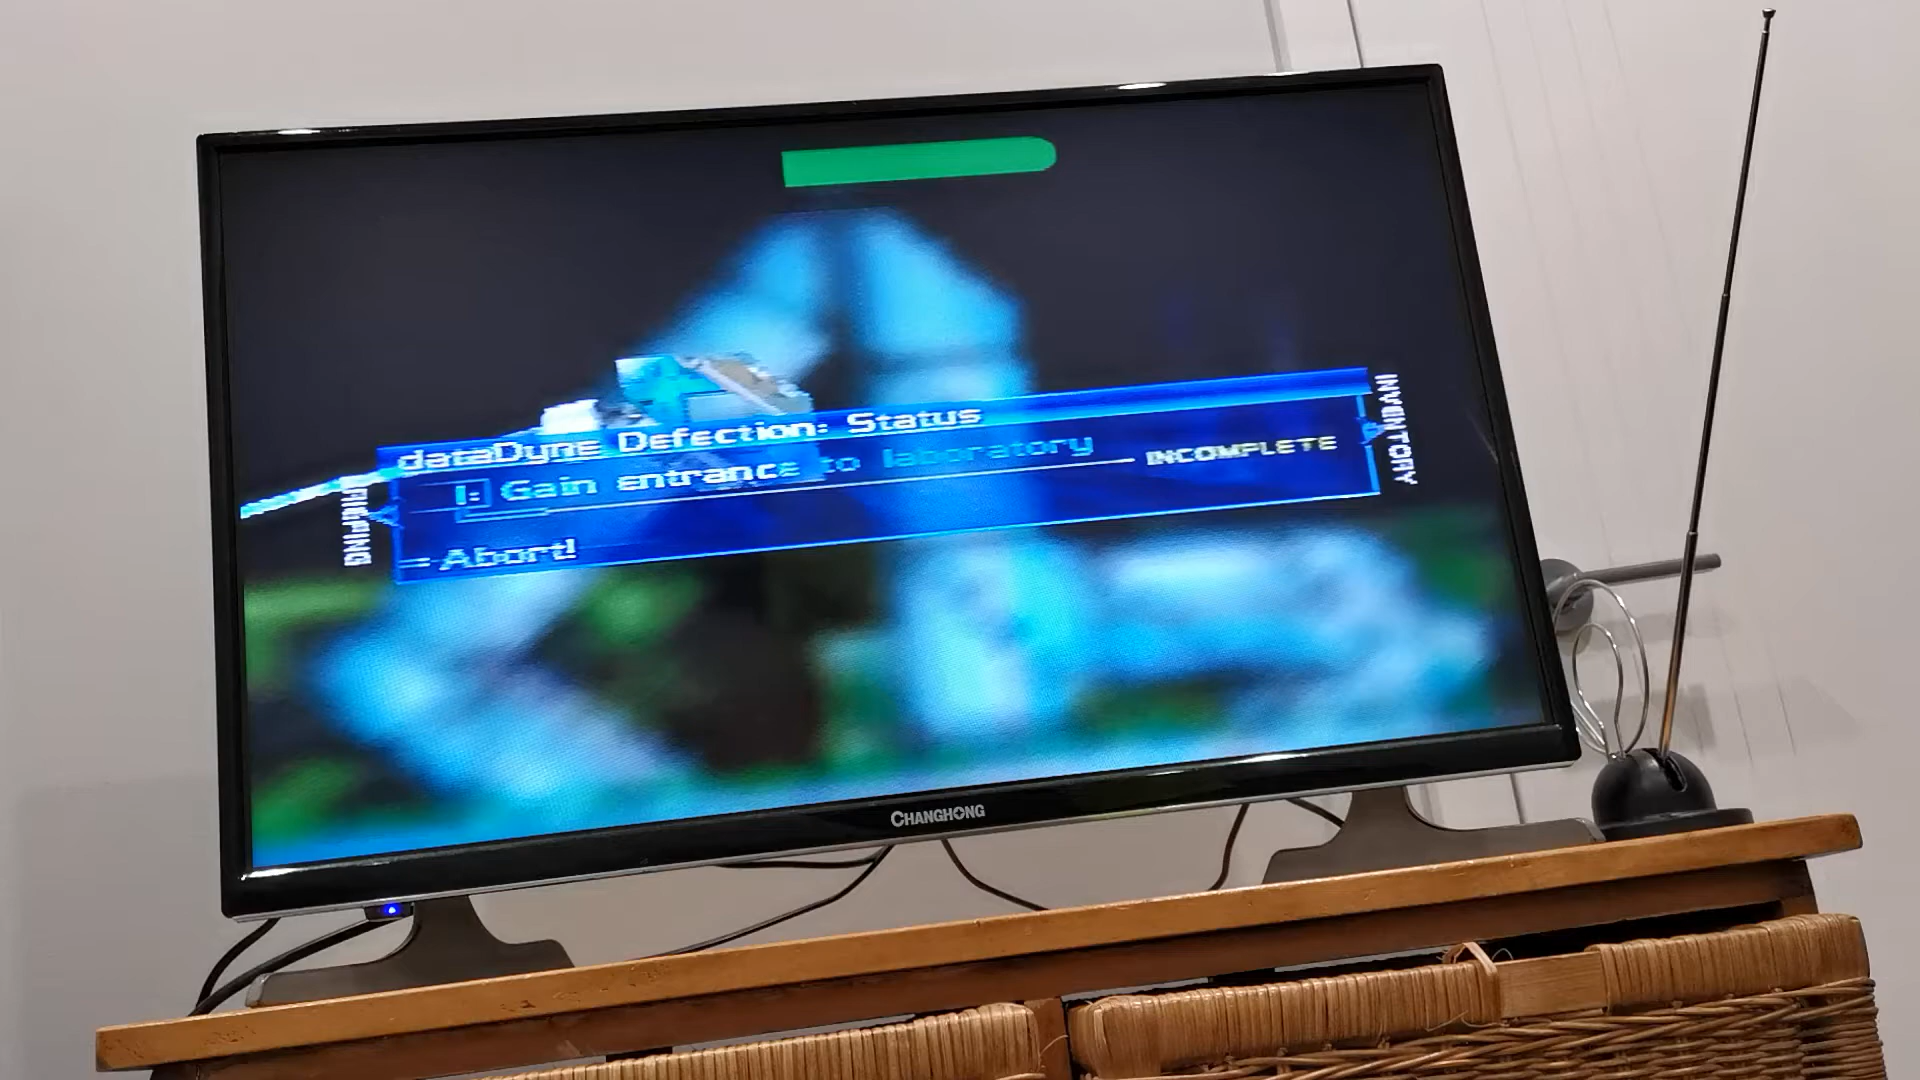 dataDyne Defection: Status
1: Gain entrance to laboratory INCOMPLETE
Abort!
BRIEFING
INVENTORY
CHANGHONG